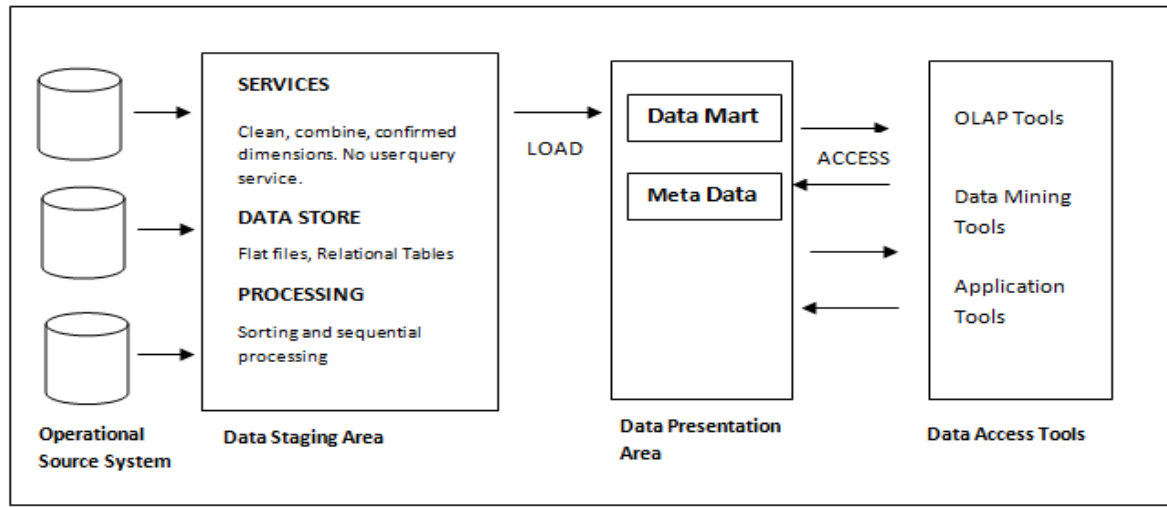 SERVICES
Clean, combine, confirmed
dimensions. No user query
service.
DATA STORE
Flat files, Relational Tables
PROCESSING
Sorting and sequential
processing
LOAD
Data Mart
Meta Data
ACCESS
OLAP Tools
Data Mining
Tools
Application
Tools
Operational
Source System
Data Staging Area
Data Presentation
Area
Data Access Tools